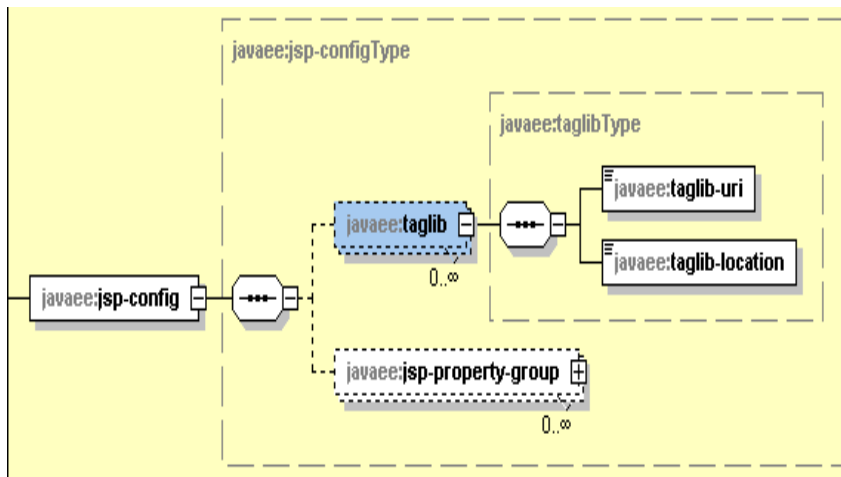 javaee:jsp-configType
javaee:taglibType
javaee:taglib-uri
javaee:taglib
0..∞
javaee:taglib-location
javaee:jsp-config
javaee:jsp-property-group
0..∞